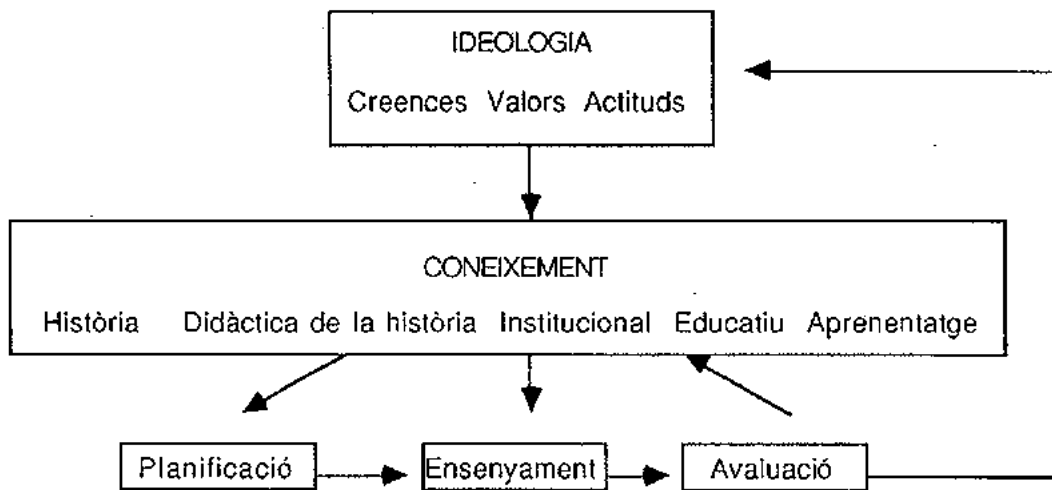 IDEOLOGIA
Creences Valors Actituds
CONEIXEMENT
Història Didàctica de la història Institucional Educatiu Aprenentatge
Planificació Ensenyament Avaluació